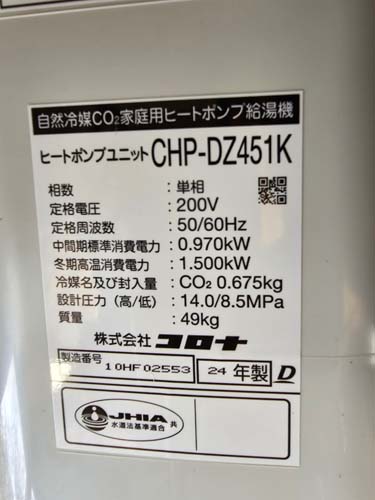 自然冷媒CO₂家庭用ヒートポンプ給湯機
ヒートポンプユニット CHP-DZ451K
相数 : 単相
定格電圧 : 200V
定格周波数 : 50/60Hz
中間期標準消費電力 : 0.970kW
冬期高温消費電力 : 1.500kW
冷媒名及び封入量 : CO₂ 0.675kg
設計圧力（高/低） : 14.0/8.5MPa
質量 : 49kg
株式会社 コロナ
製造番号 10HF02553 24年製 D
JHIA
水道法基準適合 共